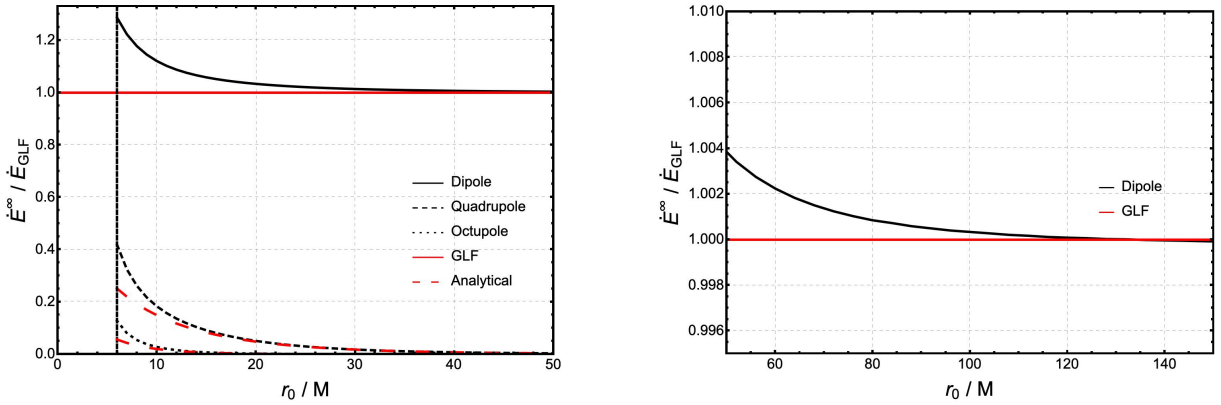 1.2
1.0
0.8
0.6
0.4
0.2
0.0
Ė∞ / ĖGLF
Dipole
Quadrupole
Octupole
GLF
Analytical
0 10 20 30 40 50
r0 / M
1.010
1.008
1.006
1.004
1.002
1.000
0.998
0.996
Ė∞ / ĖGLF
Dipole
GLF
60 80 100 120 140
r0 / M